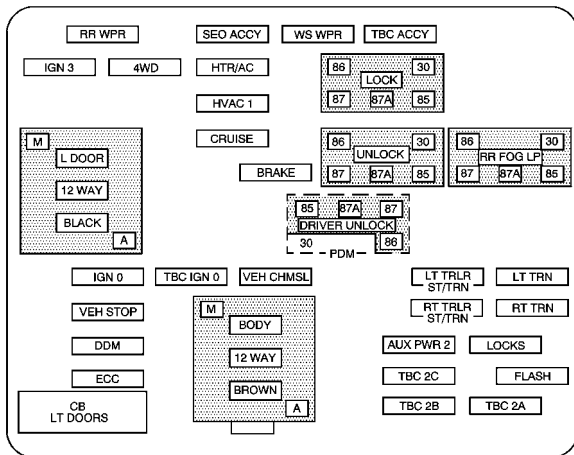 RR WPR SEO ACCY WS WPR TBC ACCY
IGN 3 4WD HTR/AC 86 30
LOCK
HVAC 1 87 87A 85
CRUISE
M 86 30 86 30
L DOOR UNLOCK RR FOG LP
BRAKE 87 87A 85 87 87A 85
12 WAY
85 87A 87
BLACK DRIVER UNLOCK
A 30 86
PDM
IGN 0 TBC IGN 0 VEH CHMSL LT TRLR LT TRN
ST/TRN
M
VEH STOP RT TRLR RT TRN
BODY ST/TRN
DDM 12 WAY AUX PWR 2 LOCKS
ECC TBC 2C FLASH
BROWN
CB A TBC 2B TBC 2A
LT DOORS